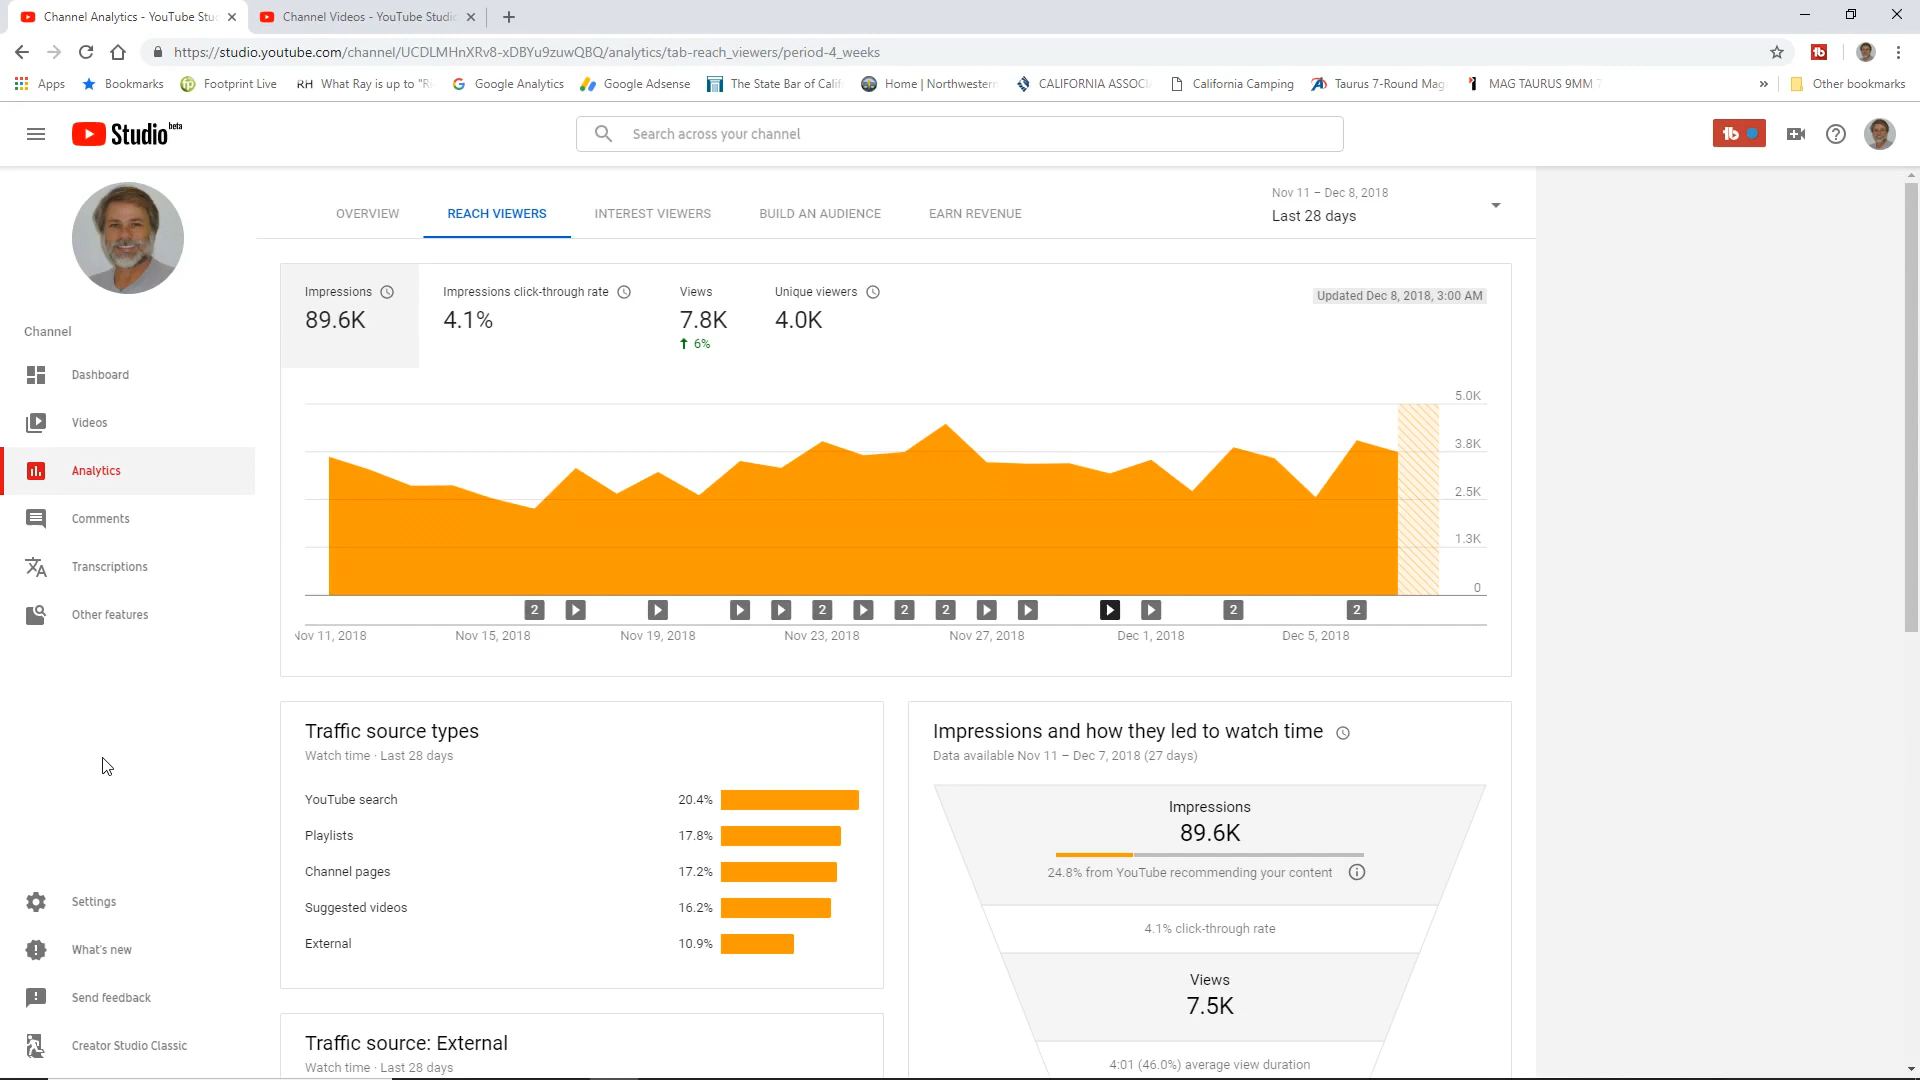 Channel Analytics - YouTube Stu
Channel Videos - YouTube Studio
https://studio.youtube.com/channel/UCDLMHnXRv8-xDBYu9zuwQBQ/analytics/tab-reach_viewers/period-4_weeks
Apps
Bookmarks
Footprint Live
RH What Ray is up to "R
Google Analytics
Google Adsense
The State Bar of Calif
Home | Northwestern
CALIFORNIA ASSOCI
California Camping
Taurus 7-Round Mag
MAG TAURUS 9MM 7
»
Other bookmarks
Studio beta
Search across your channel
OVERVIEW
REACH VIEWERS
INTEREST VIEWERS
BUILD AN AUDIENCE
EARN REVENUE
Nov 11 – Dec 8, 2018
Last 28 days
Channel
Dashboard
Videos
Analytics
Comments
Transcriptions
Other features
Settings
What's new
Send feedback
Creator Studio Classic
Impressions
89.6K
Impressions click-through rate
4.1%
Views
7.8K
6%
Unique viewers
4.0K
Updated Dec 8, 2018, 3:00 AM
5.0K
3.8K
2.5K
1.3K
0
2 2 2 2 2 2
Nov 11, 2018
Nov 15, 2018
Nov 19, 2018
Nov 23, 2018
Nov 27, 2018
Dec 1, 2018
Dec 5, 2018
Traffic source types
Watch time · Last 28 days
YouTube search 20.4%
Playlists 17.8%
Channel pages 17.2%
Suggested videos 16.2%
External 10.9%
Traffic source: External
Watch time · Last 28 days
Impressions and how they led to watch time
Data available Nov 11 – Dec 7, 2018 (27 days)
Impressions
89.6K
24.8% from YouTube recommending your content
4.1% click-through rate
Views
7.5K
4:01 (46.0%) average view duration